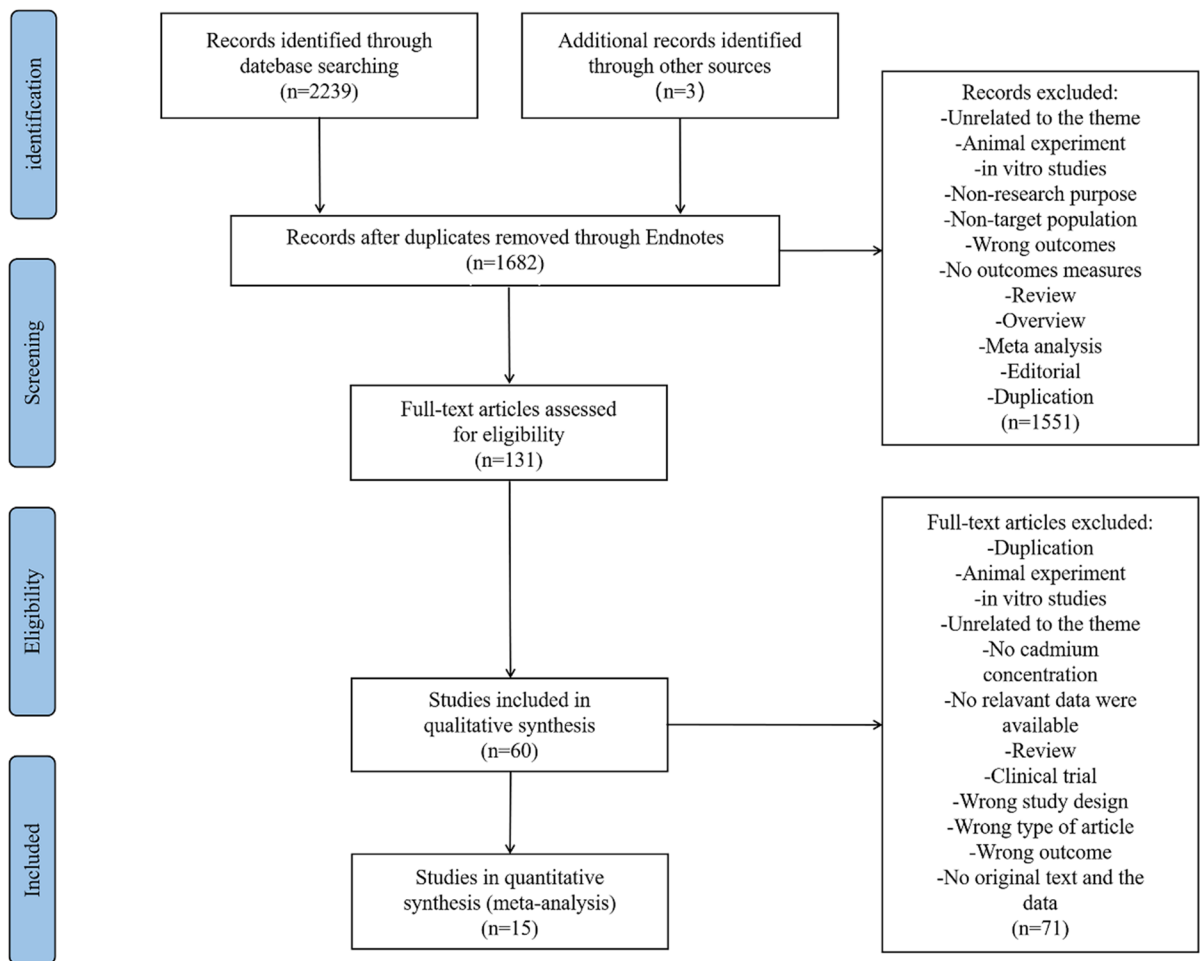 identification
Records identified through
datebase searching
(n=2239)
Additional records identified
through other sources
(n=3)
Records excluded:
-Unrelated to the theme
-Animal experiment
-in vitro studies
-Non-research purpose
-Non-target population
-Wrong outcomes
-No outcomes measures
-Review
-Overview
-Meta analysis
-Editorial
-Duplication
(n=1551)
Records after duplicates removed through Endnotes
(n=1682)
Screening
Full-text articles assessed
for eligibility
(n=131)
Eligibility
Full-text articles excluded:
-Duplication
-Animal experiment
-in vitro studies
-Unrelated to the theme
-No cadmium
concentration
-No relavant data were
available
-Review
-Clinical trial
-Wrong study design
-Wrong type of article
-Wrong outcome
-No original text and the
data
(n=71)
Studies included in
qualitative synthesis
(n=60)
Included
Studies in quantitative
synthesis (meta-analysis)
(n=15)